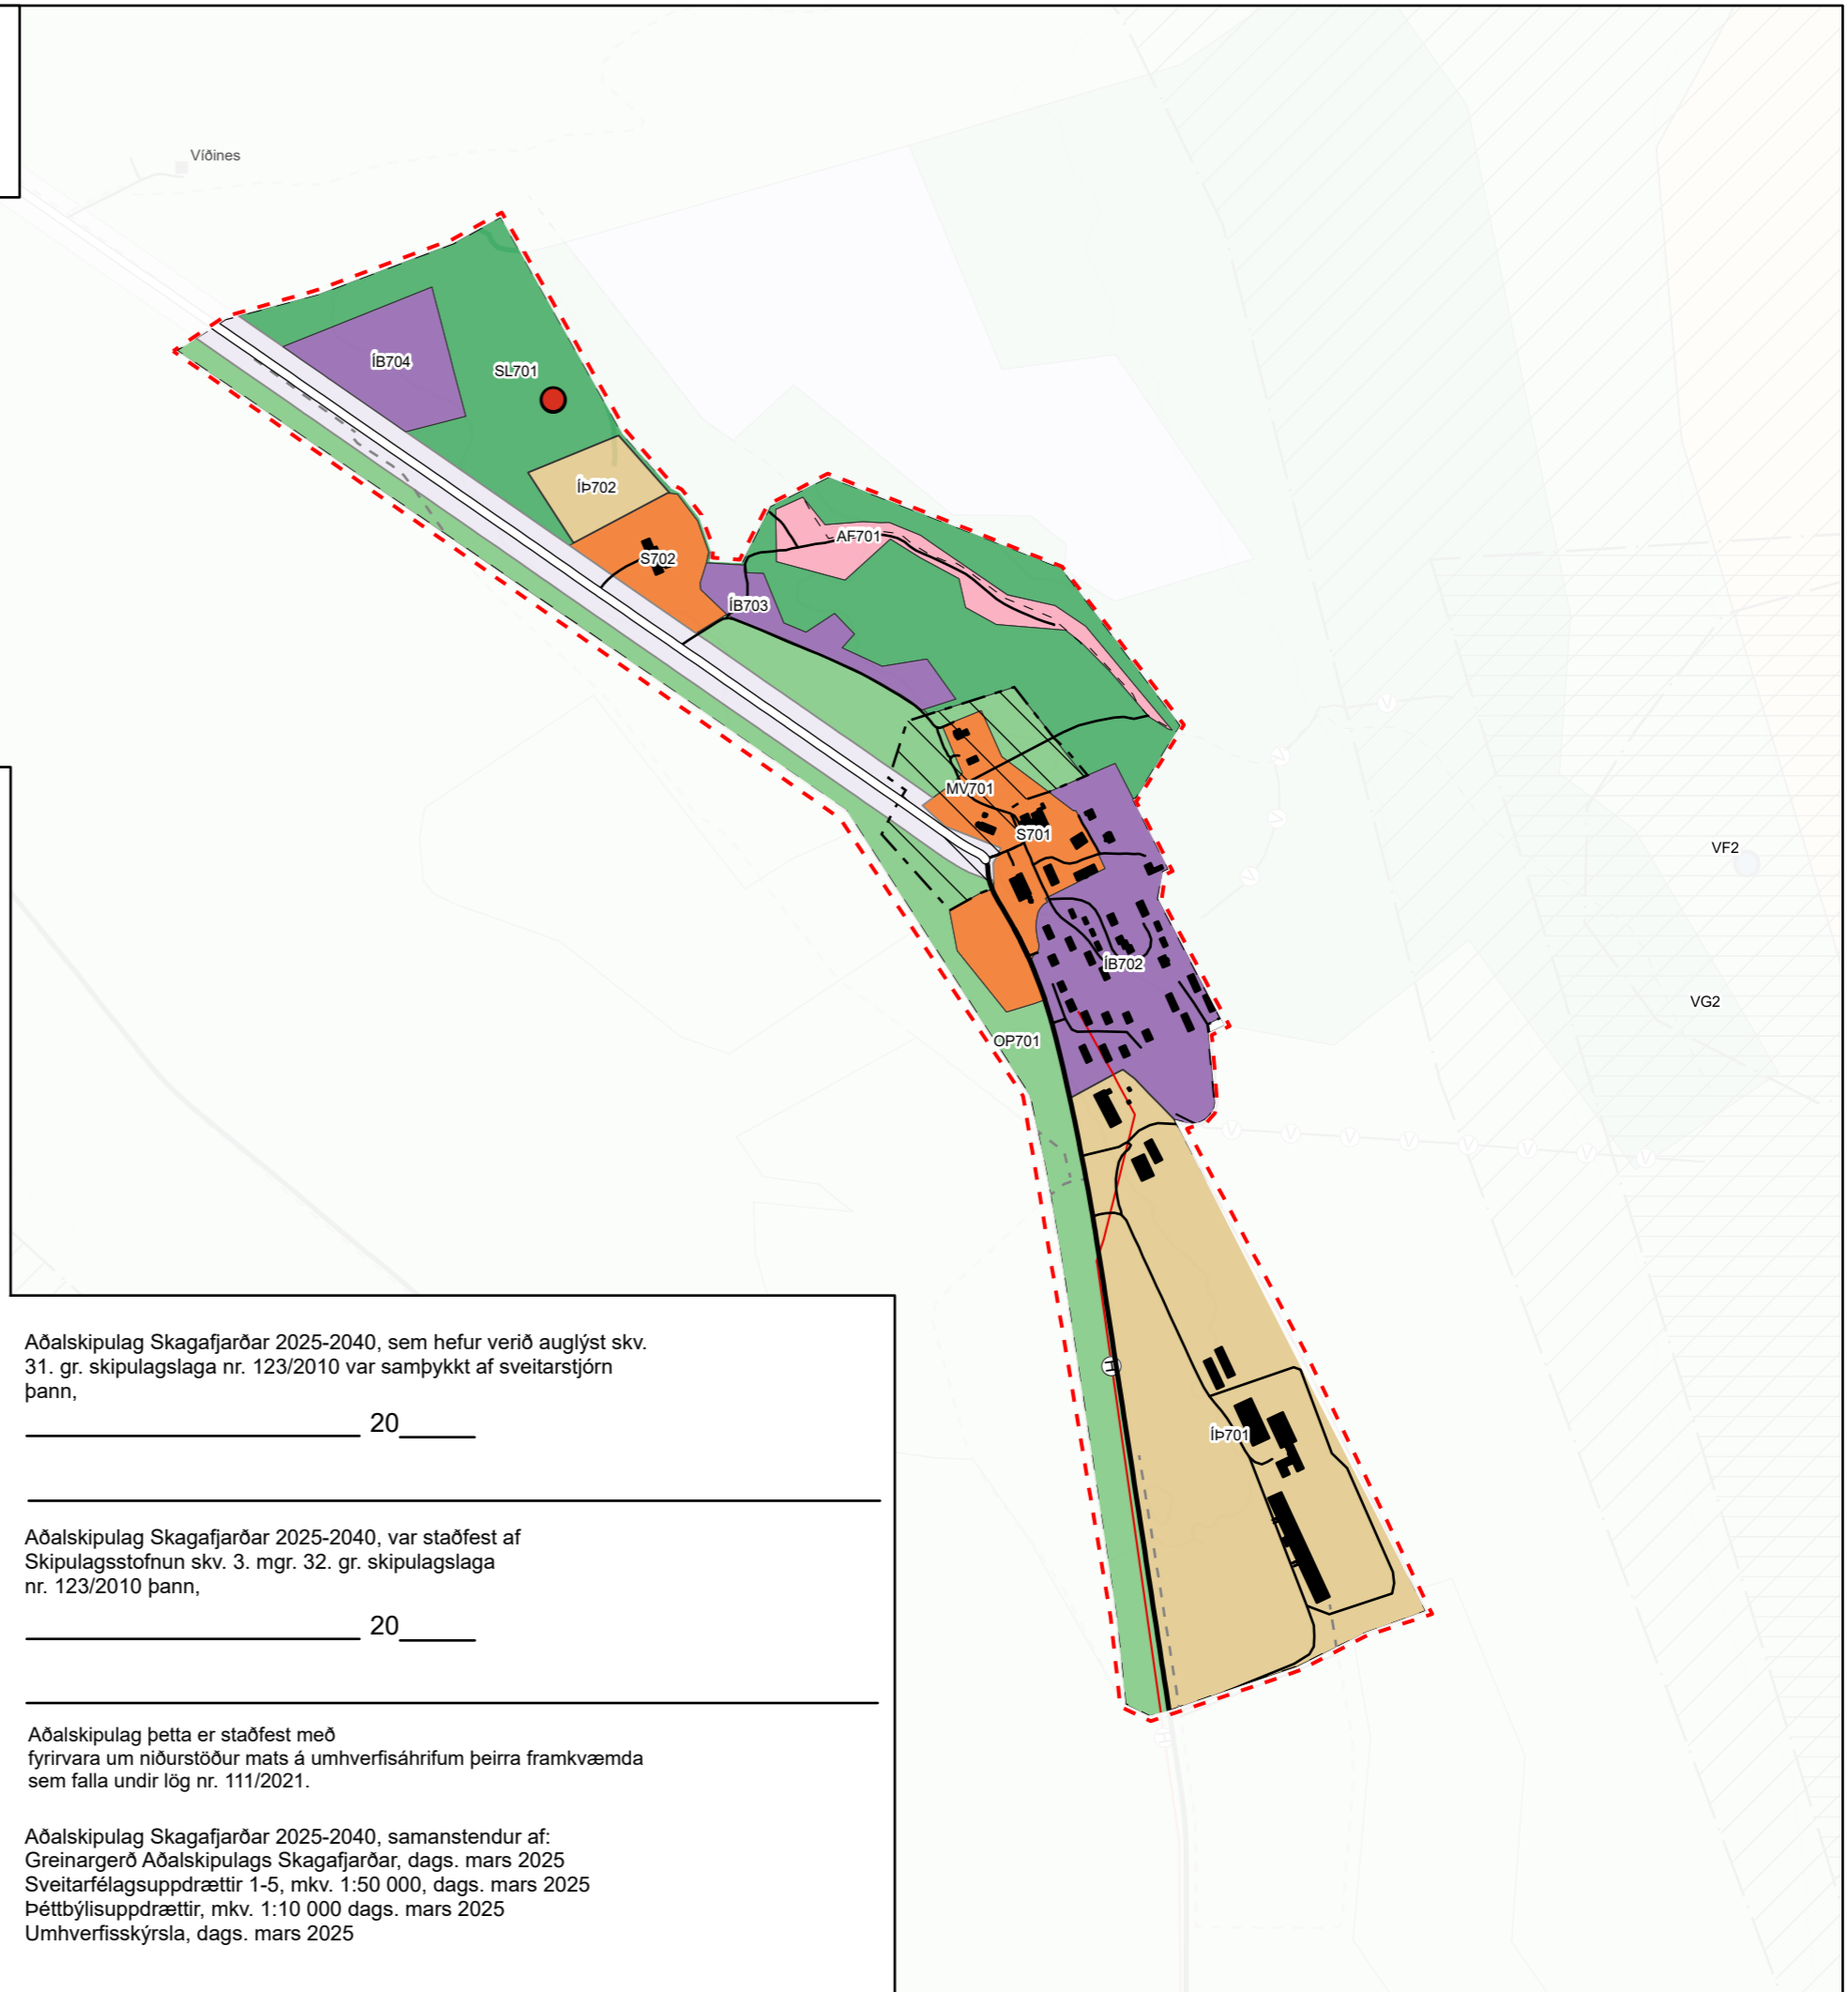 Víðines
ÍB704
SL701
ÍÞ702
AF701
S702
ÍB703
MV701
S701
VF2
ÍB702
VG2
OP701
V V V V V V V V
H
ÍÞ701
Aðalskipulag Skagafjarðar 2025-2040, sem hefur verið auglýst skv.
31. gr. skipulagslaga nr. 123/2010 var samþykkt af sveitarstjórn
þann,
20
Aðalskipulag Skagafjarðar 2025-2040, var staðfest af
Skipulagsstofnun skv. 3. mgr. 32. gr. skipulagslaga
nr. 123/2010 þann,
20
Aðalskipulag þetta er staðfest með
fyrirvara um niðurstöður mats á umhverfisáhrifum þeirra framkvæmda
sem falla undir lög nr. 111/2021.
Aðalskipulag Skagafjarðar 2025-2040, samanstendur af:
Greinargerð Aðalskipulags Skagafjarðar, dags. mars 2025
Sveitarfélagsuppdrættir 1-5, mkv. 1:50 000, dags. mars 2025
Þéttbýlisuppdrættir, mkv. 1:10 000 dags. mars 2025
Umhverfisskýrsla, dags. mars 2025